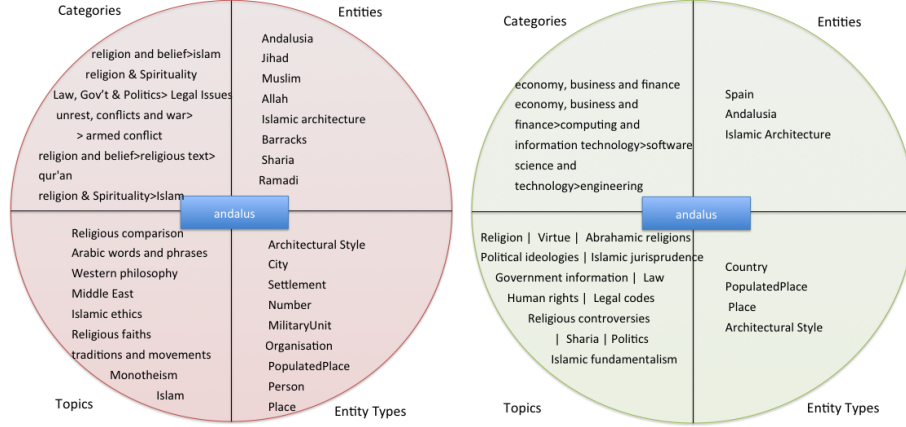 Categories
Entities
religion and belief>islam
religion & Spirituality
Law, Gov't & Politics> Legal Issues
unrest, conflicts and war>
> armed conflict
religion and belief>religious text>
qur'an
religion & Spirituality>Islam
Andalusia
Jihad
Muslim
Allah
Islamic architecture
Barracks
Sharia
Ramadi
andalus
Religious comparison
Arabic words and phrases
Western philosophy
Middle East
Islamic ethics
Religious faiths
traditions and movements
Monotheism
Islam
Architectural Style
City
Settlement
Number
MilitaryUnit
Organisation
PopulatedPlace
Person
Place
Topics
Entity Types
Categories
Entities
economy, business and finance
economy, business and
finance>computing and
information technology>software
science and
technology>engineering
Spain
Andalusia
Islamic Architecture
andalus
Religion | Virtue | Abrahamic religions
Political ideologies | Islamic jurisprudence
Government information | Law
Human rights | Legal codes
Religious controversies
| Sharia | Politics
Islamic fundamentalism
Country
PopulatedPlace
Place
Architectural Style
Topics
Entity Types